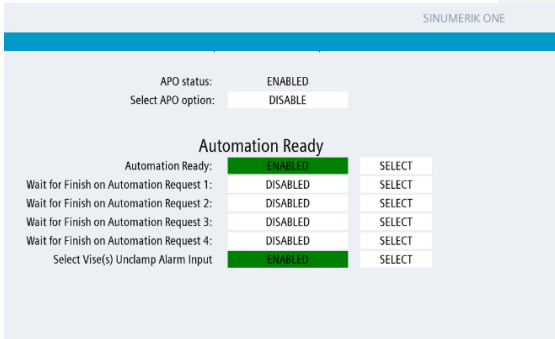 SINUMERIK ONE
APO status: ENABLED
Select APO option: DISABLE
Automation Ready
Automation Ready: ENABLED SELECT
Wait for Finish on Automation Request 1: DISABLED SELECT
Wait for Finish on Automation Request 2: DISABLED SELECT
Wait for Finish on Automation Request 3: DISABLED SELECT
Wait for Finish on Automation Request 4: DISABLED SELECT
Select Vise(s) Unclamp Alarm Input ENABLED SELECT